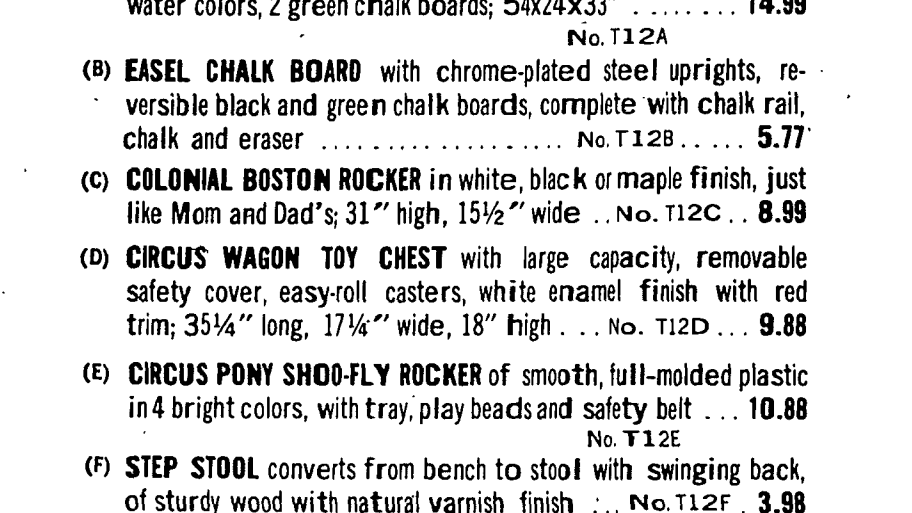 water colors, 2 green chalk boards; 54x24x33" ........ 14.99
No. T12A
(B) EASEL CHALK BOARD with chrome-plated steel uprights, re-
versible black and green chalk boards, complete with chalk rail,
chalk and eraser ................... No. T12B ..... 5.77
(C) COLONIAL BOSTON ROCKER in white, black or maple finish, just
like Mom and Dad's; 31" high, 15½" wide .. No. T12C .. 8.99
(D) CIRCUS WAGON TOY CHEST with large capacity, removable
safety cover, easy-roll casters, white enamel finish with red
trim; 35¼" long, 17¼" wide, 18" high ... No. T12D ... 9.88
(E) CIRCUS PONY SHOO-FLY ROCKER of smooth, full-molded plastic
in 4 bright colors, with tray, play beads and safety belt ... 10.88
No. T12E
(F) STEP STOOL converts from bench to stool with swinging back,
of sturdy wood with natural varnish finish ... No. T12F . 3.98